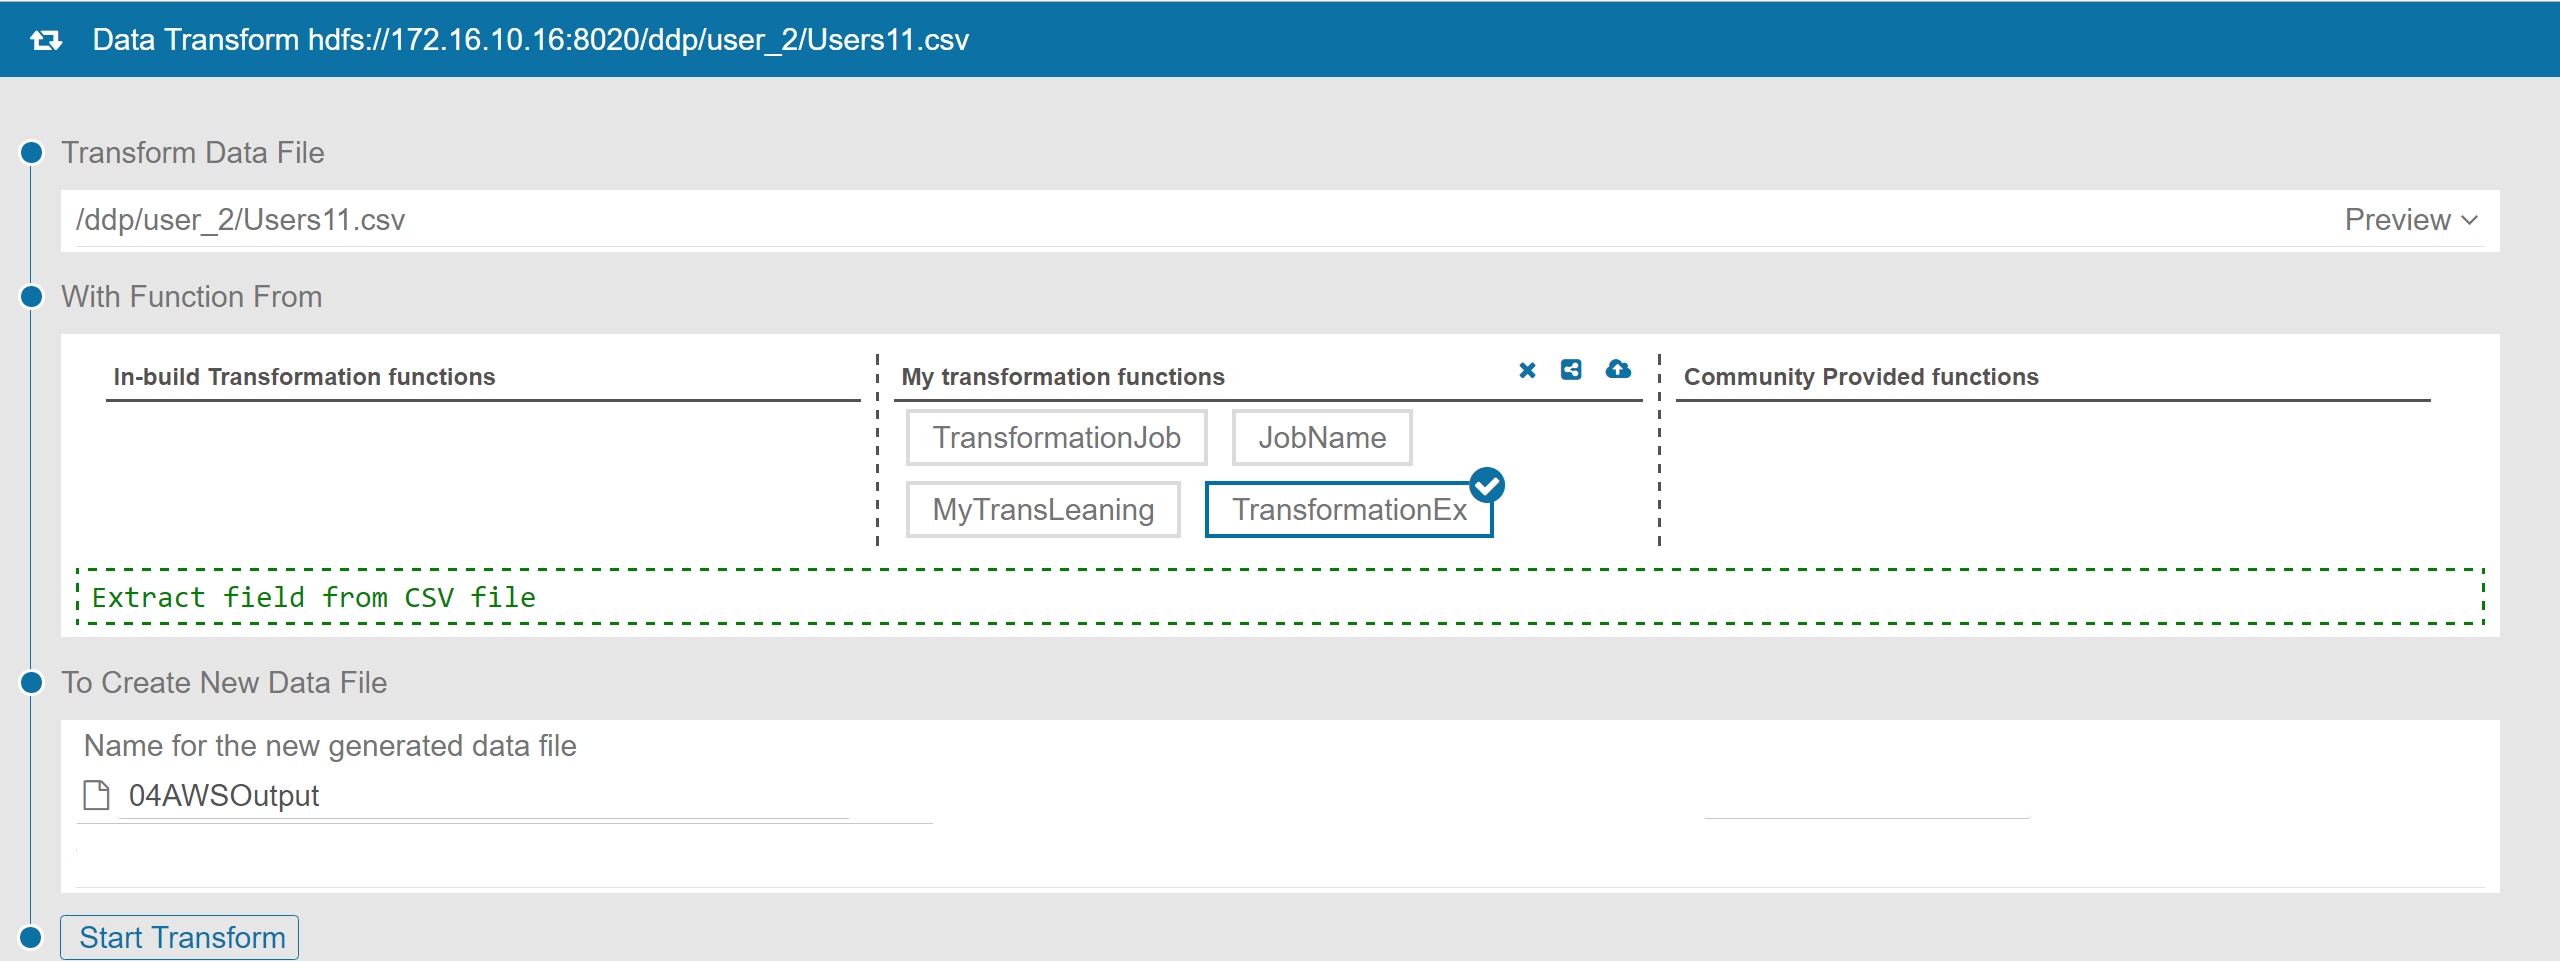 Data Transform hdfs://172.16.10.16:8020/ddp/user_2/Users11.csv
Transform Data File
/ddp/user_2/Users11.csv
Preview
With Function From
In-build Transformation functions
My transformation functions
TransformationJob
JobName
MyTransLeaning
TransformationEx
Community Provided functions
Extract field from CSV file
To Create New Data File
Name for the new generated data file
04AWSOutput
Start Transform